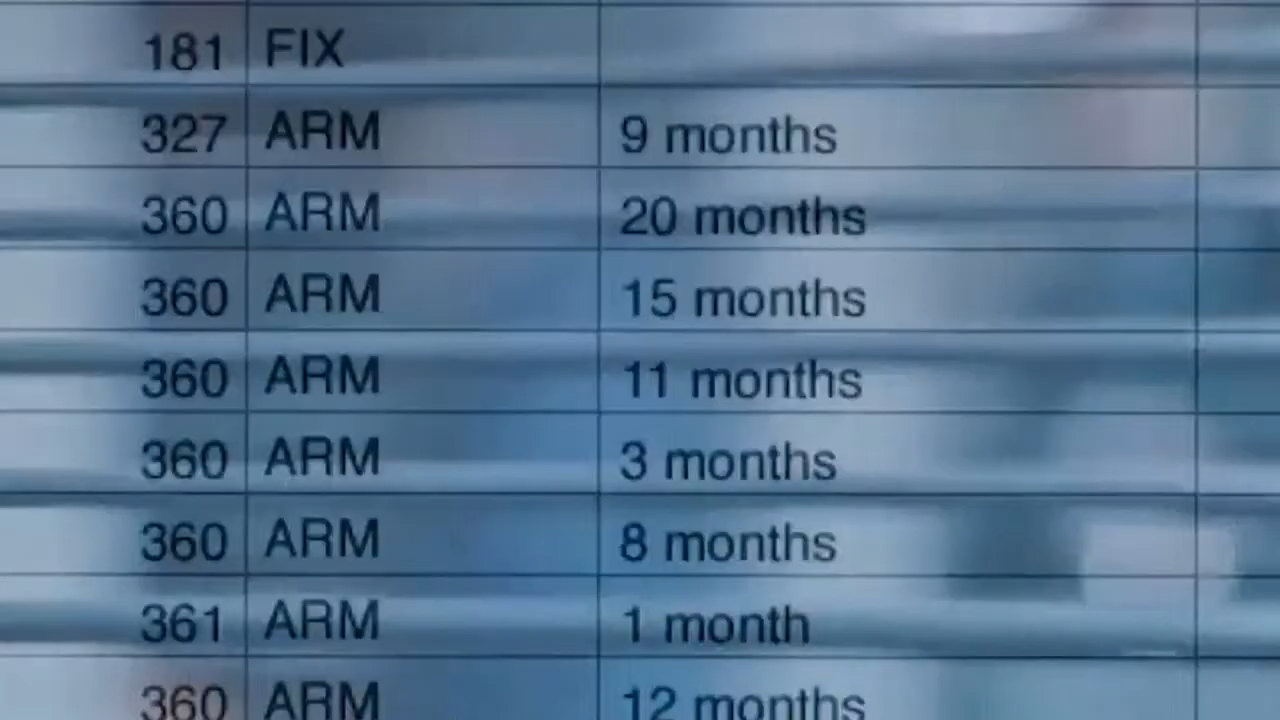 181 FIX
327 ARM 9 months
360 ARM 20 months
360 ARM 15 months
360 ARM 11 months
360 ARM 3 months
360 ARM 8 months
361 ARM 1 month
360 ARM 12 months